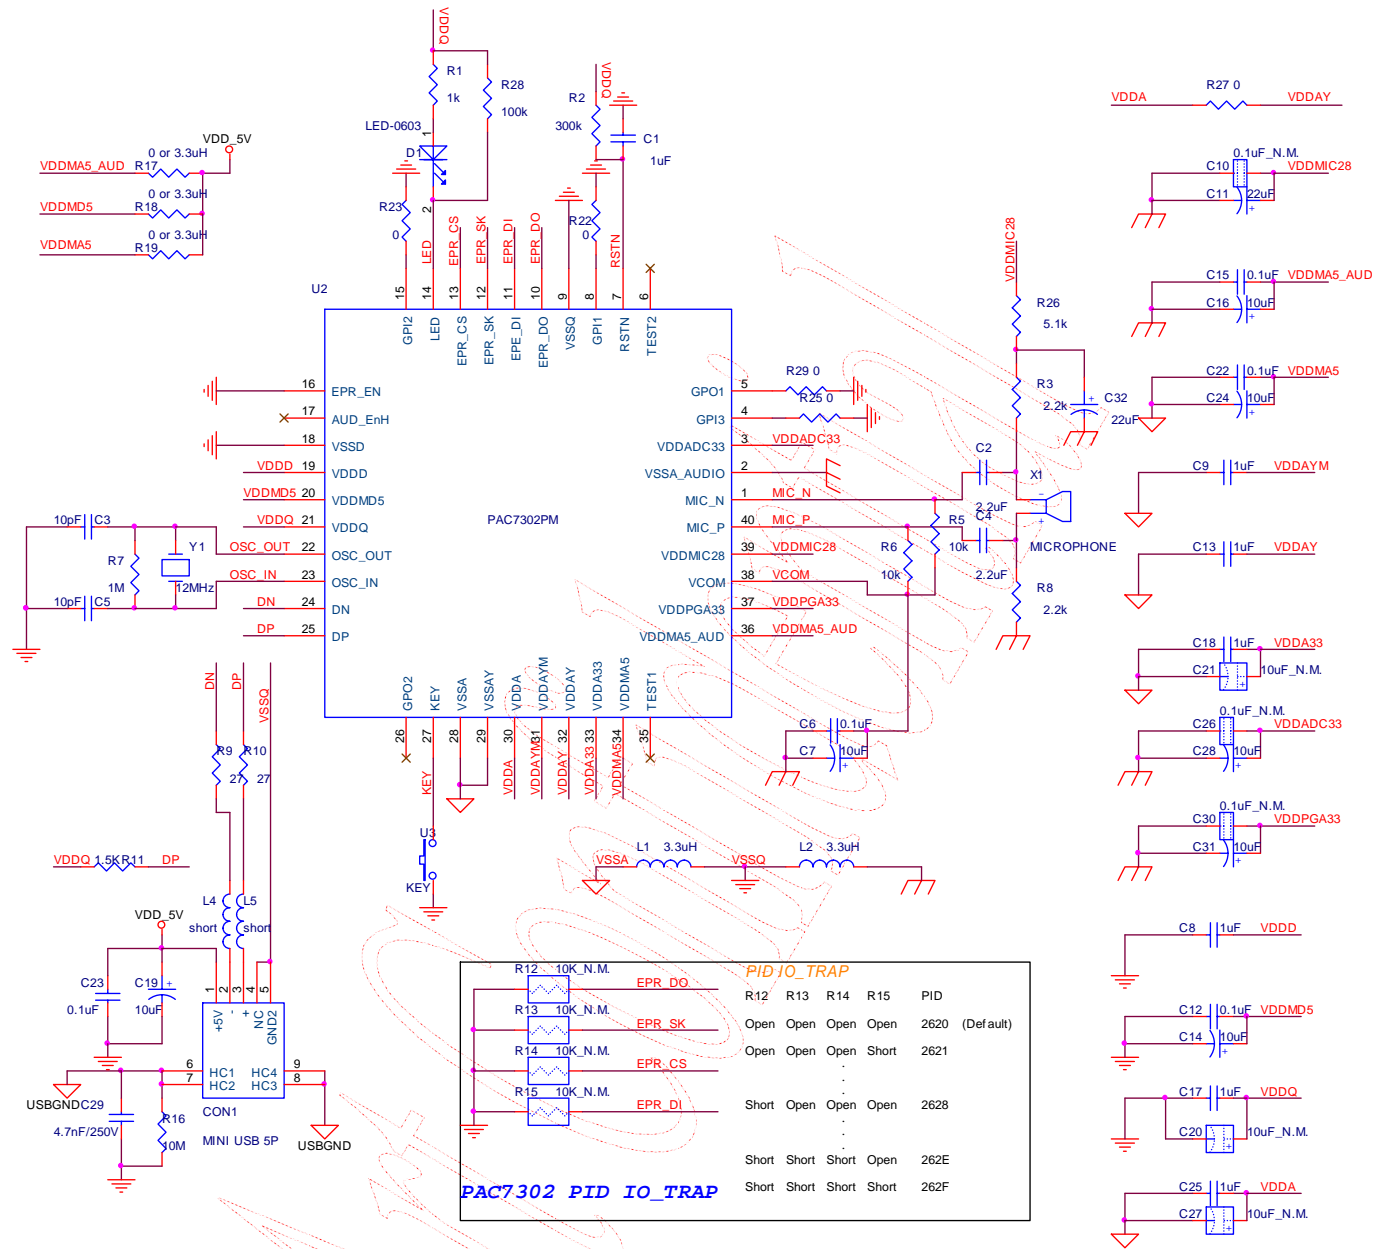 VDDQ
R1
1k
R28
100k
LED-0603
D1
1
2
R23
0
LED
EPR_CS
EPR_SK
EPR_DI
EPR_DO
VDDQ
R2
300k
C1
1uF
R22
0
RSTN
VDD_5V
0 or 3.3uH
VDDMA5_AUD R17
0 or 3.3uH
VDDMD5 R18
0 or 3.3uH
VDDMA5 R19
U2
15 14 13 12 11 10 9 8 7 6
GPI2 LED EPR_CS EPR_SK EPE_DI EPR_DO VSSQ GPI1 RSTN TEST2
16 EPR_EN
17 AUD_EnH
18 VSSD
VDDD 19 VDDD
VDDMD5 20 VDDMD5
VDDQ 21 VDDQ
OSC_OUT 22 OSC_OUT
OSC_IN 23 OSC_IN
DN 24 DN
DP 25 DP
PAC7302PM
GPO1 5 R29 0
GPI3 4 R25 0
VDDADC33 3 VDDADC33
VSSA_AUDIO 2
MIC_N 1 MIC_N
MIC_P 40 MIC_P
VDDMIC28 39 VDDMIC28
VCOM 38 VCOM
VDDPGA33 37 VDDPGA33
VDDMA5_AUD 36 VDDMA5_AUD
GPO2 KEY VSSA VSSAY VDDA VDDAYM VDDAY VDDA33 VDDMA5 TEST1
26 27 28 29 30 31 32 33 34 35
KEY VDDA VDDAYM VDDAY VDDA33 VDDMA5
10pF C3
R7
1M
Y1
12MHz
10pF C5
VDDMIC28
R26
5.1k
R3
2.2k
C32
22uF
C2
2.2uF
X1
-
+
MICROPHONE
C4
2.2uF
R5
10k
R6
10k
R8
2.2k
C6 0.1uF
C7 10uF
U3
KEY
VSSA L1 3.3uH VSSQ L2 3.3uH
DN DP VSSQ
R9
27
R10
27
VDDQ 1.5K R11 DP
L4
short
L5
short
VDD_5V
C23
0.1uF
C19
10uF
1 2 3 4 5
+5V - + NC GND2
6 HC1 HC4 9
7 HC2 HC3 8
CON1
MINI USB 5P
USBGND
C29
4.7nF/250V
R16
10M
USBGND
R12 10K_N.M. EPR_DO
R13 10K_N.M. EPR_SK
R14 10K_N.M. EPR_CS
R15 10K_N.M. EPR_DI
PID IO_TRAP
R12 R13 R14 R15 PID
Open Open Open Open 2620 (Default)
Open Open Open Short 2621
.
.
Short Open Open Open 2628
.
.
.
Short Short Short Open 262E
Short Short Short Short 262F
PAC7302 PID IO_TRAP
VDDA R27 0 VDDAY
0.1uF_N.M.
C10 VDDMIC28
C11 22uF
C15 0.1uF VDDMA5_AUD
C16 10uF
C22 0.1uF VDDMA5
C24 10uF
C9 1uF VDDAYM
C13 1uF VDDAY
C18 1uF VDDA33
C21 10uF_N.M.
0.1uF_N.M.
C26 VDDADC33
C28 10uF
0.1uF_N.M.
C30 VDDPGA33
C31 10uF
C8 1uF VDDD
C12 0.1uF VDDMD5
C14 10uF
C17 1uF VDDQ
C20 10uF_N.M.
C25 1uF VDDA
C27 10uF_N.M.